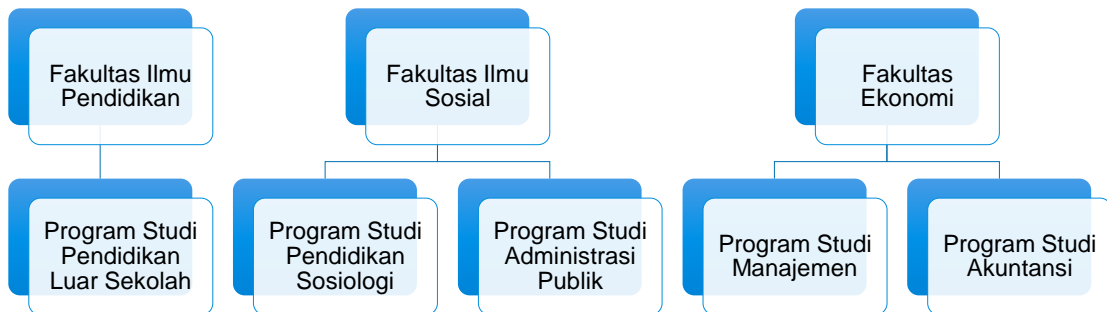 Fakultas Ilmu
Pendidikan
Fakultas Ilmu
Sosial
Fakultas
Ekonomi
Program Studi
Pendidikan
Luar Sekolah
Program Studi
Pendidikan
Sosiologi
Program Studi
Administrasi
Publik
Program Studi
Manajemen
Program Studi
Akuntansi